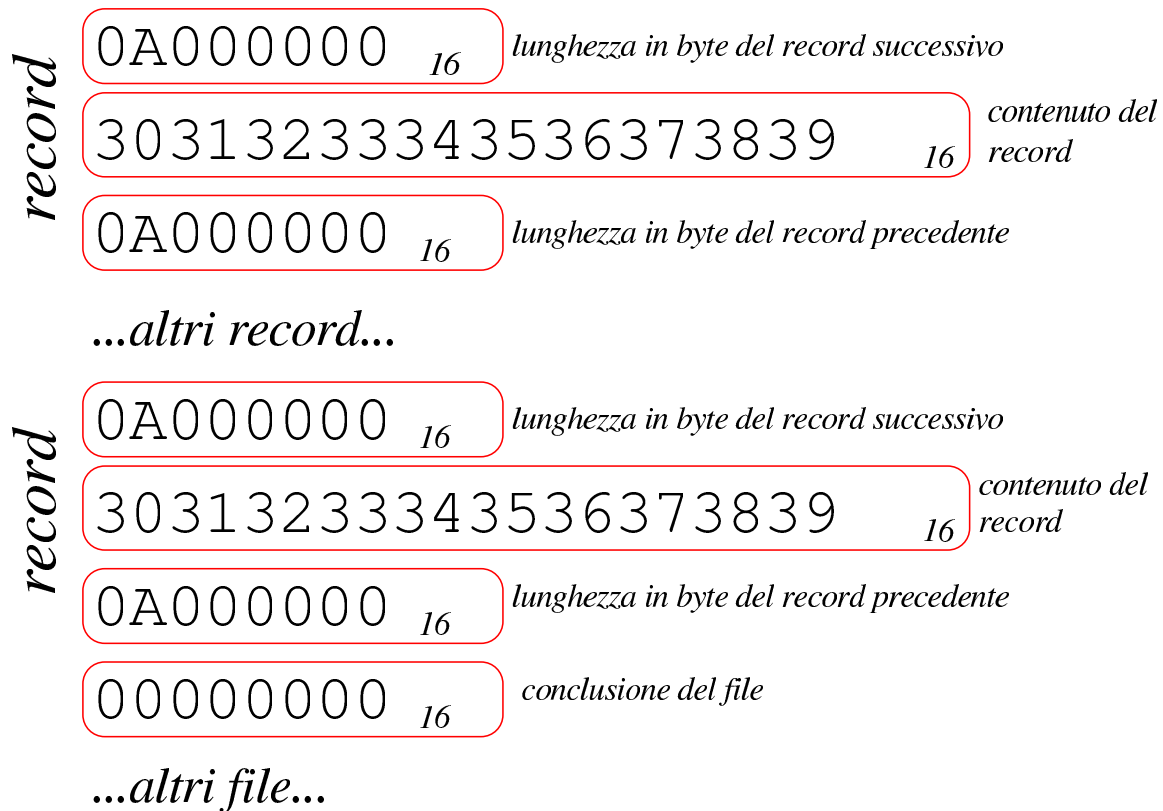 record
0A000000 16 lunghezza in byte del record successivo
30313233343536373839 16 contenuto del
record
0A000000 16 lunghezza in byte del record precedente
...altri record...
record
0A000000 16 lunghezza in byte del record successivo
30313233343536373839 16 contenuto del
record
0A000000 16 lunghezza in byte del record precedente
00000000 16 conclusione del file
...altri file...